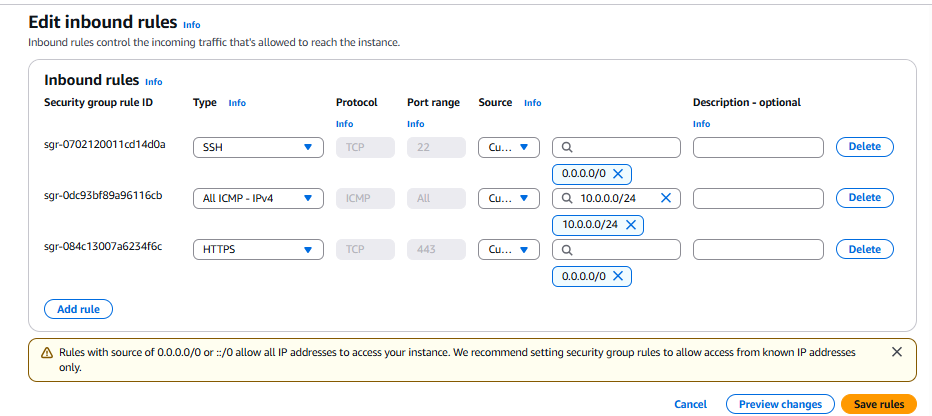 Edit inbound rules Info
Inbound rules control the incoming traffic that's allowed to reach the instance.
Inbound rules Info
Security group rule ID Type Info Protocol Info Port range Info Source Info Description - optional Info
sgr-0702120011cd14d0a SSH TCP 22 Cu... Delete
0.0.0.0/0
sgr-0dc93bf89a96116cb All ICMP - IPv4 ICMP All Cu... 10.0.0.0/24 Delete
10.0.0.0/24
sgr-084c13007a6234f6c HTTPS TCP 443 Cu... Delete
0.0.0.0/0
Add rule
Rules with source of 0.0.0.0/0 or ::/0 allow all IP addresses to access your instance. We recommend setting security group rules to allow access from known IP addresses
only.
Cancel Preview changes Save rules